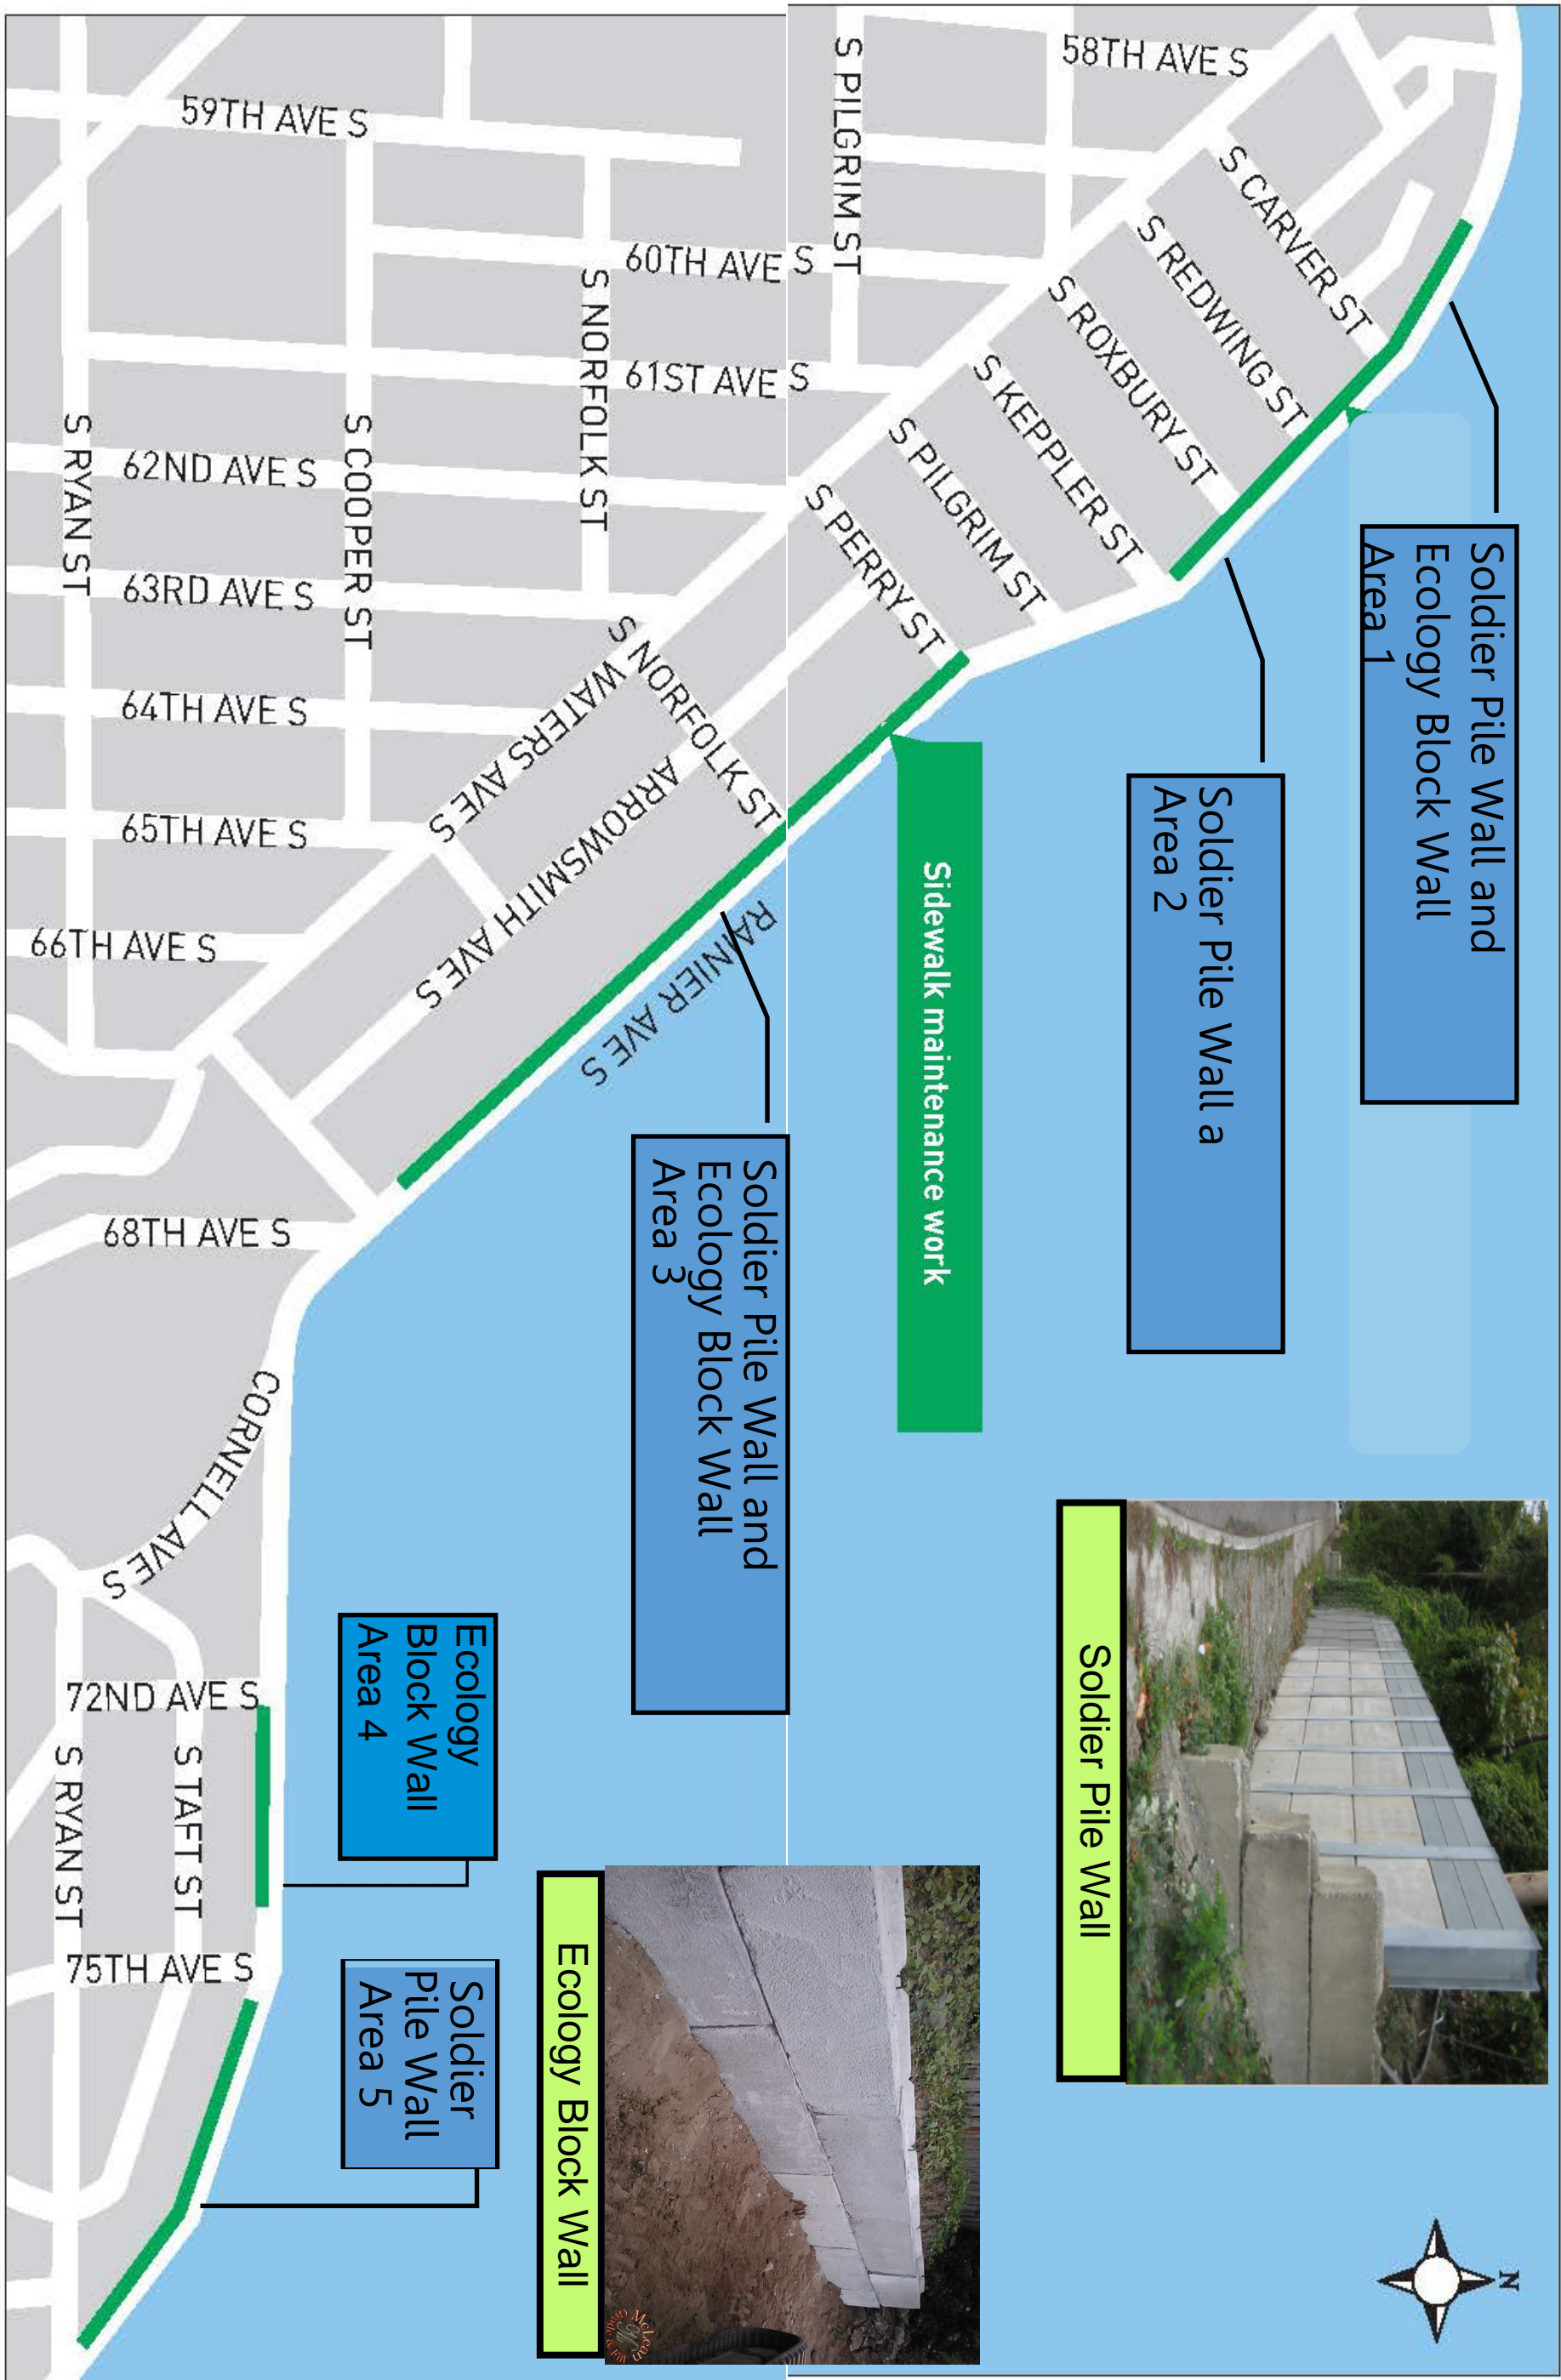 58TH AVE S
S PILGRIM ST
59TH AVE S
60TH AVE S
61ST AVE S
S CARVER ST
S REDWING ST
S ROXBURY ST
S KEPPLER ST
S PILGRIM ST
S PERRY ST
S NORFOLK ST
S COOPER ST
S RYAN ST
62ND AVE S
63RD AVE S
64TH AVE S
65TH AVE S
66TH AVE S
S NORFOLK ST
WATERS AVE S
ARROWSMITH AVE S
RAINIER AVE S
68TH AVE S
CORNELL AVE S
72ND AVE S
S TAFT ST
S RYAN ST
75TH AVE S
Soldier Pile Wall and
Ecology Block Wall
Area 1
Soldier Pile Wall a
Area 2
Sidewalk maintenance work
Soldier Pile Wall and
Ecology Block Wall
Area 3
Ecology
Block Wall
Area 4
Soldier
Pile Wall
Area 5
Soldier Pile Wall
Ecology Block Wall
McLean
Grade & Fill
N